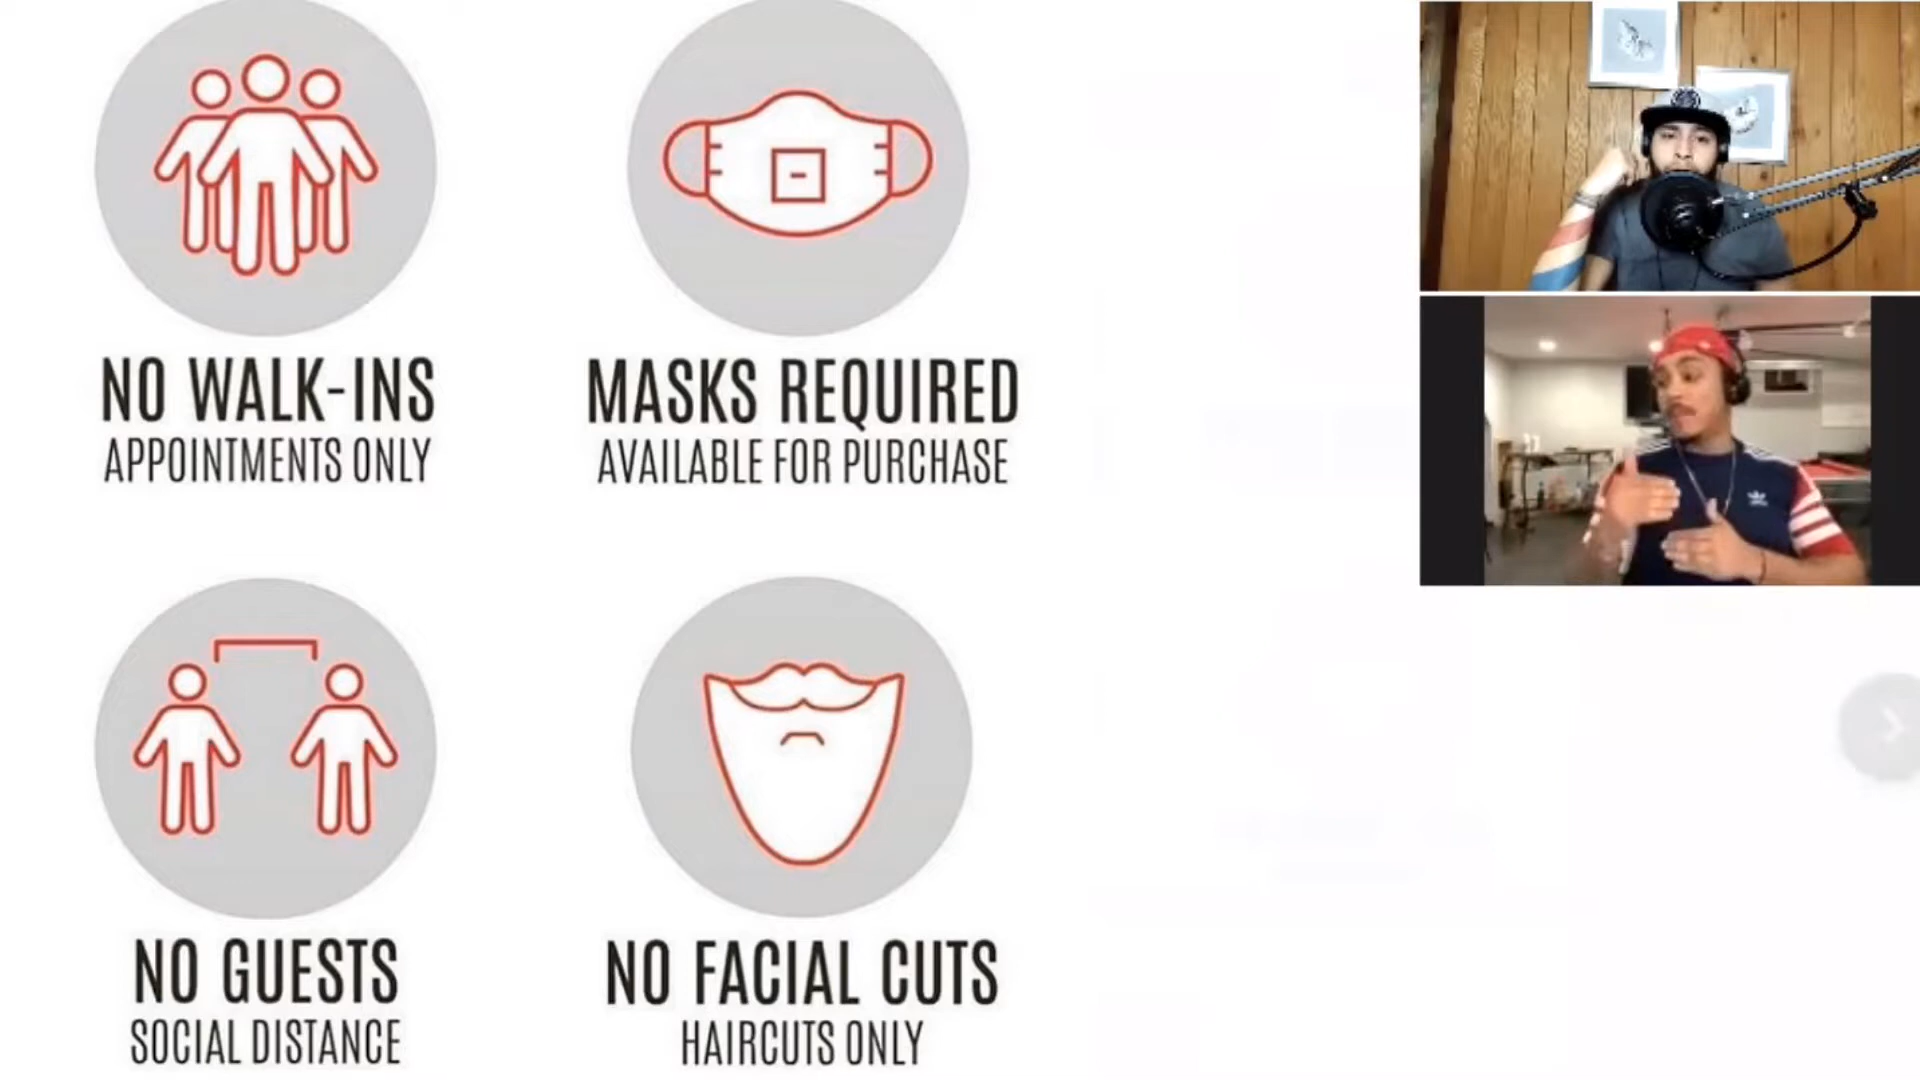 NO WALK-INS
APPOINTMENTS ONLY
MASKS REQUIRED
AVAILABLE FOR PURCHASE
NO GUESTS
SOCIAL DISTANCE
NO FACIAL CUTS
HAIRCUTS ONLY